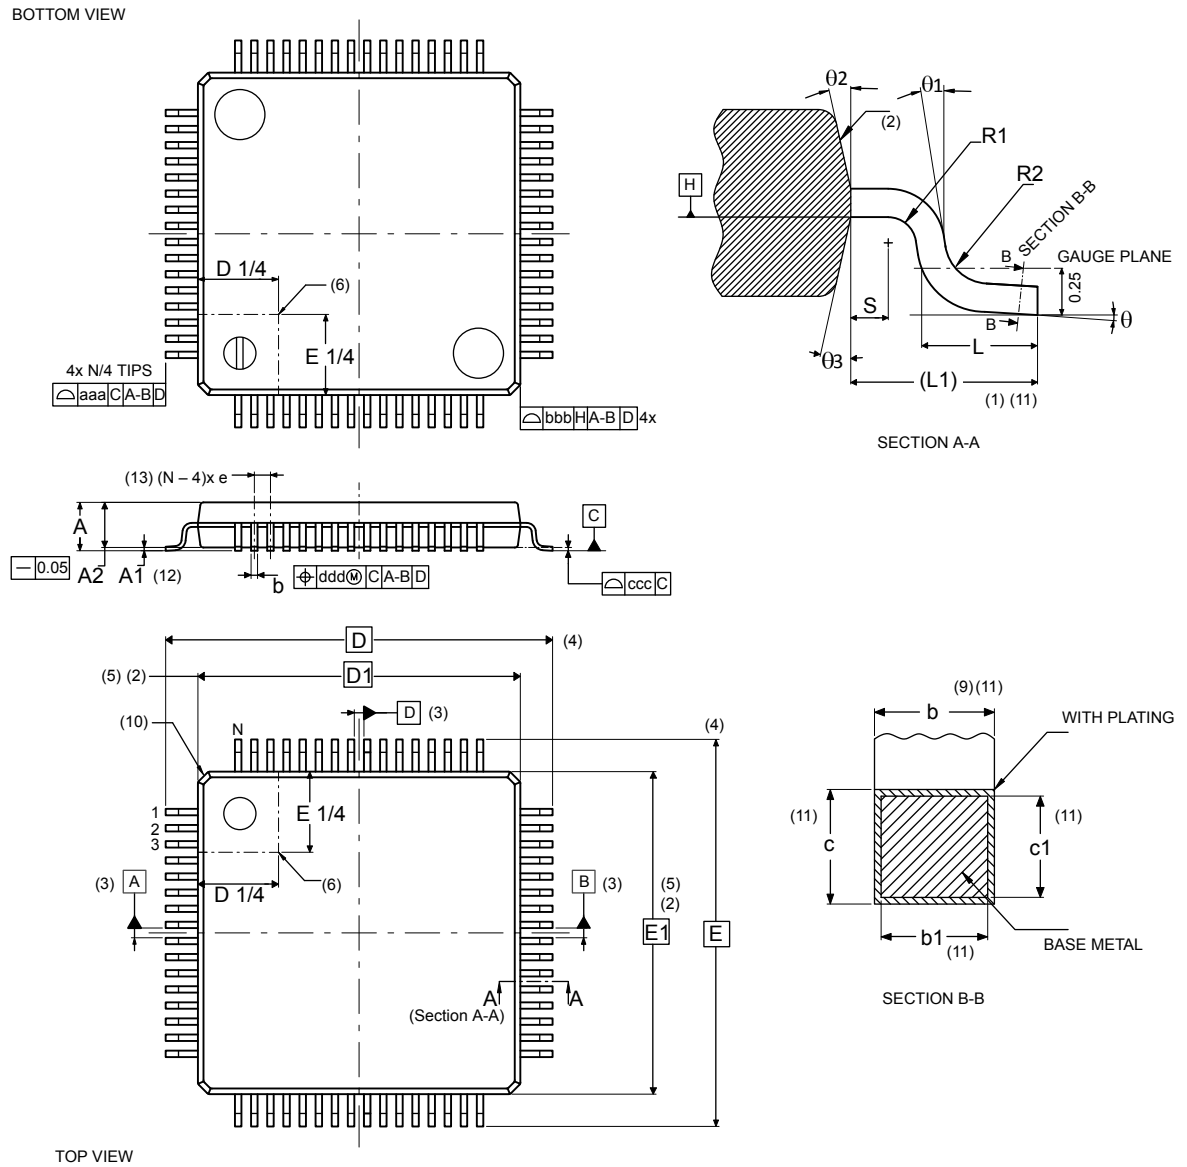 BOTTOM VIEW
D 1/4
(6)
E 1/4
4x N/4 TIPS
⌓ aaa C A-B D
⌓ bbb H A-B D 4x
θ2
θ1
(2)
R1
R2
H
SECTION B-B
B
GAUGE PLANE
0.25
S
B
θ
L
θ3
(L1)
(1) (11)
SECTION A-A
(13) (N – 4)x e
A
C
— 0.05
A2
A1
(12)
b
⌖ dddⓂ C A-B D
⌓ ccc C
D
(4)
(5) (2)
D1
(10)
N
D
(3)
(4)
1
2
3
E 1/4
D 1/4
(6)
(3)
A
B
(3)
(5)
(2)
E1
E
A
A
(Section A-A)
TOP VIEW
(9) (11)
b
WITH PLATING
(11)
c
(11)
c1
b1
(11)
BASE METAL
SECTION B-B